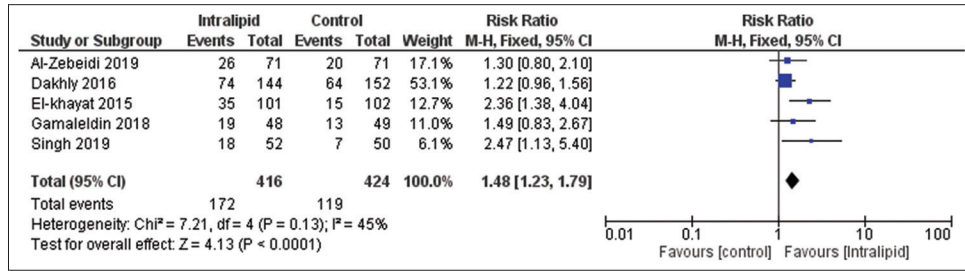 Intralipid Control Risk Ratio Risk Ratio
Study or Subgroup Events Total Events Total Weight M-H, Fixed, 95% CI M-H, Fixed, 95% CI
Al-Zebeidi 2019 26 71 20 71 17.1% 1.30 [0.80, 2.10]
Dakhly 2016 74 144 64 152 53.1% 1.22 [0.96, 1.56]
El-khayat 2015 35 101 15 102 12.7% 2.36 [1.38, 4.04]
Gamaleldin 2018 19 48 13 49 11.0% 1.49 [0.83, 2.67]
Singh 2019 18 52 7 50 6.1% 2.47 [1.13, 5.40]
Total (95% CI) 416 424 100.0% 1.48 [1.23, 1.79]
Total events 172 119
Heterogeneity: Chi² = 7.21, df = 4 (P = 0.13); I² = 45%
Test for overall effect: Z = 4.13 (P < 0.0001)
0.01 0.1 1 10 100
Favours [control] Favours [Intralipid]